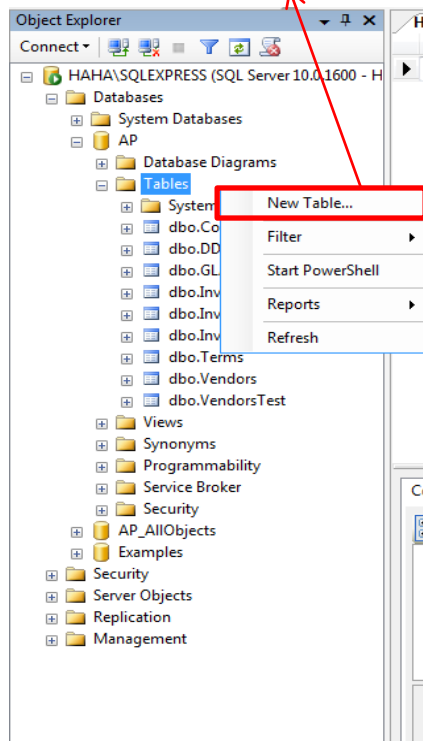 Object Explorer
H
Connect
HAHA\SQLEXPRESS (SQL Server 10.0.1600 - H
Databases
System Databases
AP
Database Diagrams
Tables
System
New Table...
dbo.Co
Filter
dbo.DD
dbo.GL
Start PowerShell
dbo.Inv
dbo.Inv
Reports
dbo.Inv
Refresh
dbo.Terms
dbo.Vendors
dbo.VendorsTest
Views
Synonyms
Programmability
Service Broker
Security
AP_AllObjects
Examples
Security
Server Objects
Replication
Management